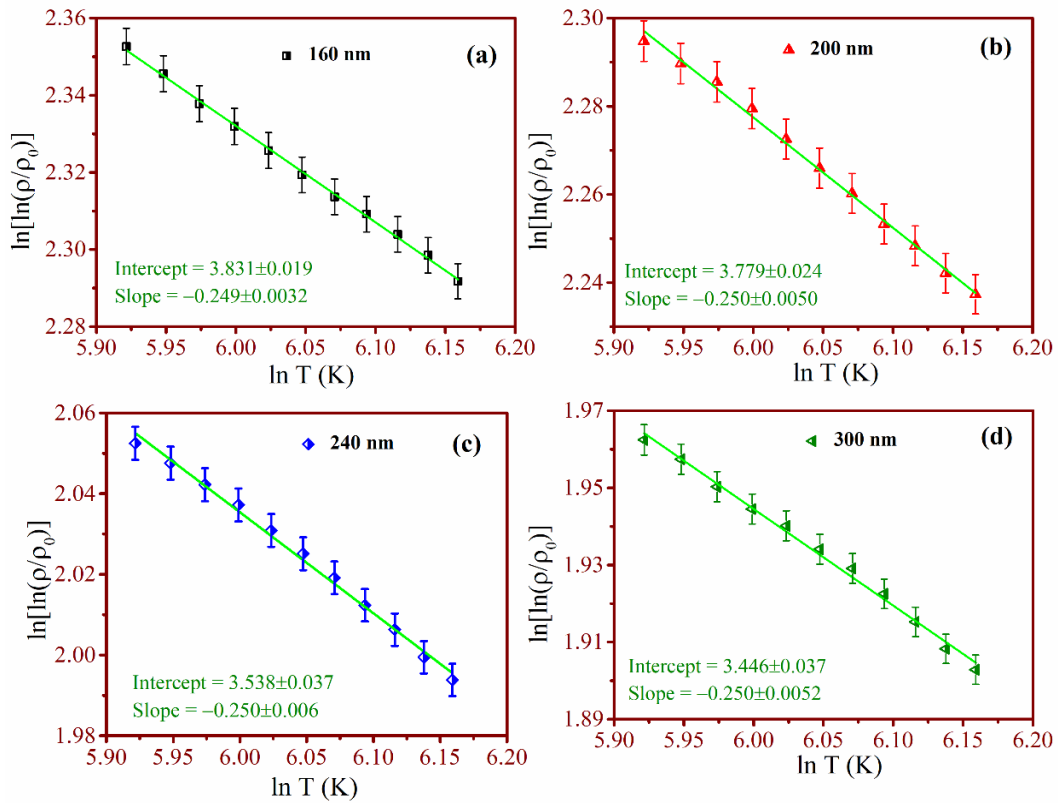 (a)
160 nm
ln[ln(ρ/ρ₀)]
2.36
2.34
2.32
2.30
2.28
Intercept = 3.831±0.019
Slope = −0.249±0.0032
5.90 5.95 6.00 6.05 6.10 6.15 6.20
ln T (K)
(b)
200 nm
ln[ln(ρ/ρ₀)]
2.30
2.28
2.26
2.24
Intercept = 3.779±0.024
Slope = −0.250±0.0050
5.90 5.95 6.00 6.05 6.10 6.15 6.20
ln T (K)
(c)
240 nm
ln[ln(ρ/ρ₀)]
2.06
2.04
2.02
2.00
1.98
Intercept = 3.538±0.037
Slope = −0.250±0.006
5.90 5.95 6.00 6.05 6.10 6.15 6.20
ln T (K)
(d)
300 nm
ln[ln(ρ/ρ₀)]
1.97
1.95
1.93
1.91
1.89
Intercept = 3.446±0.037
Slope = −0.250±0.0052
5.90 5.95 6.00 6.05 6.10 6.15 6.20
ln T (K)